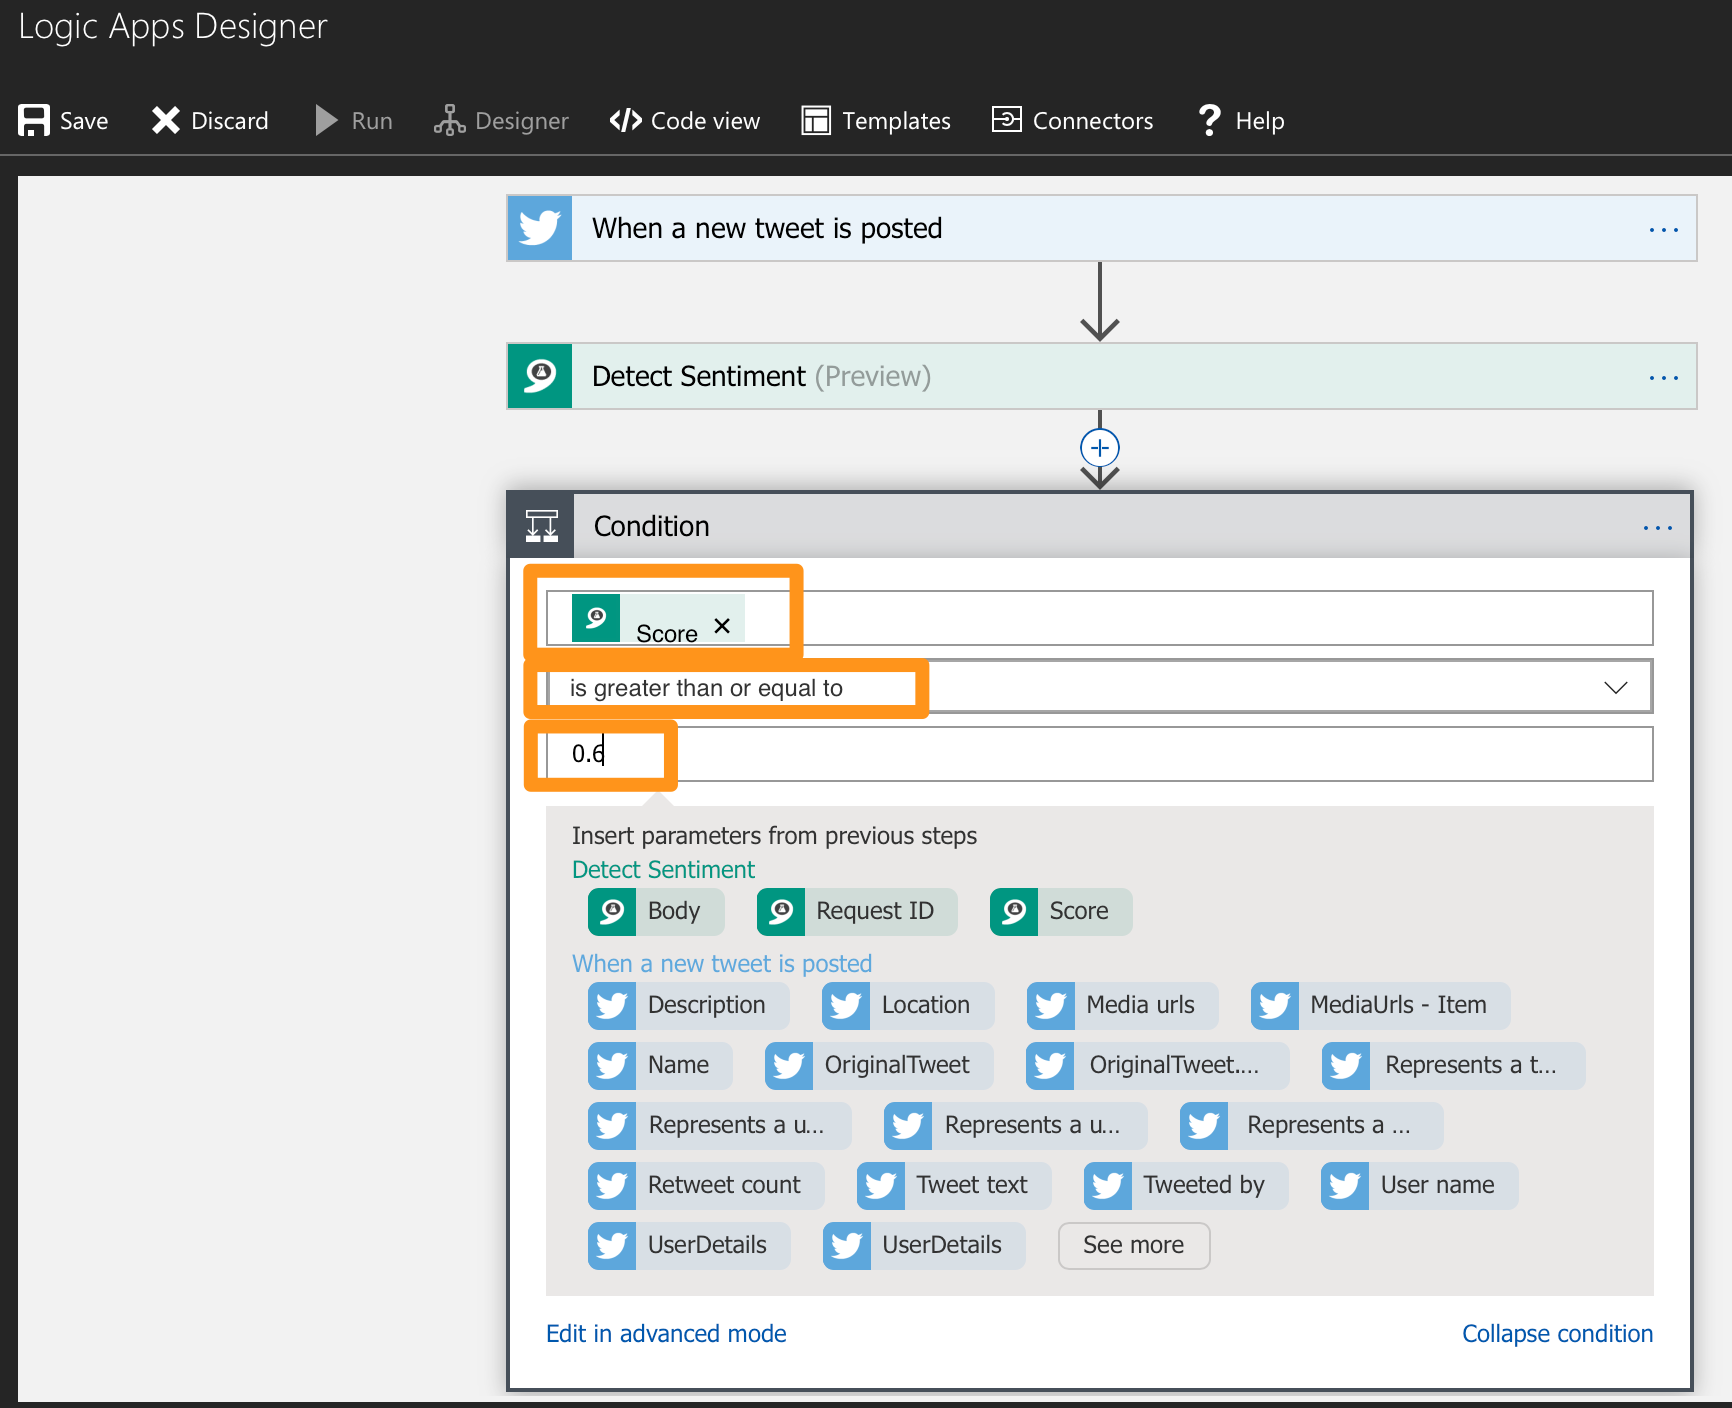 Logic Apps Designer
Save Discard Run Designer Code view Templates Connectors Help
When a new tweet is posted
Detect Sentiment (Preview)
Condition
Score
is greater than or equal to
0.6
Insert parameters from previous steps
Detect Sentiment
Body Request ID Score
When a new tweet is posted
Description Location Media urls MediaUrls - Item
Name OriginalTweet OriginalTweet.... Represents a t...
Represents a u... Represents a u... Represents a ...
Retweet count Tweet text Tweeted by User name
UserDetails UserDetails See more
Edit in advanced mode Collapse condition